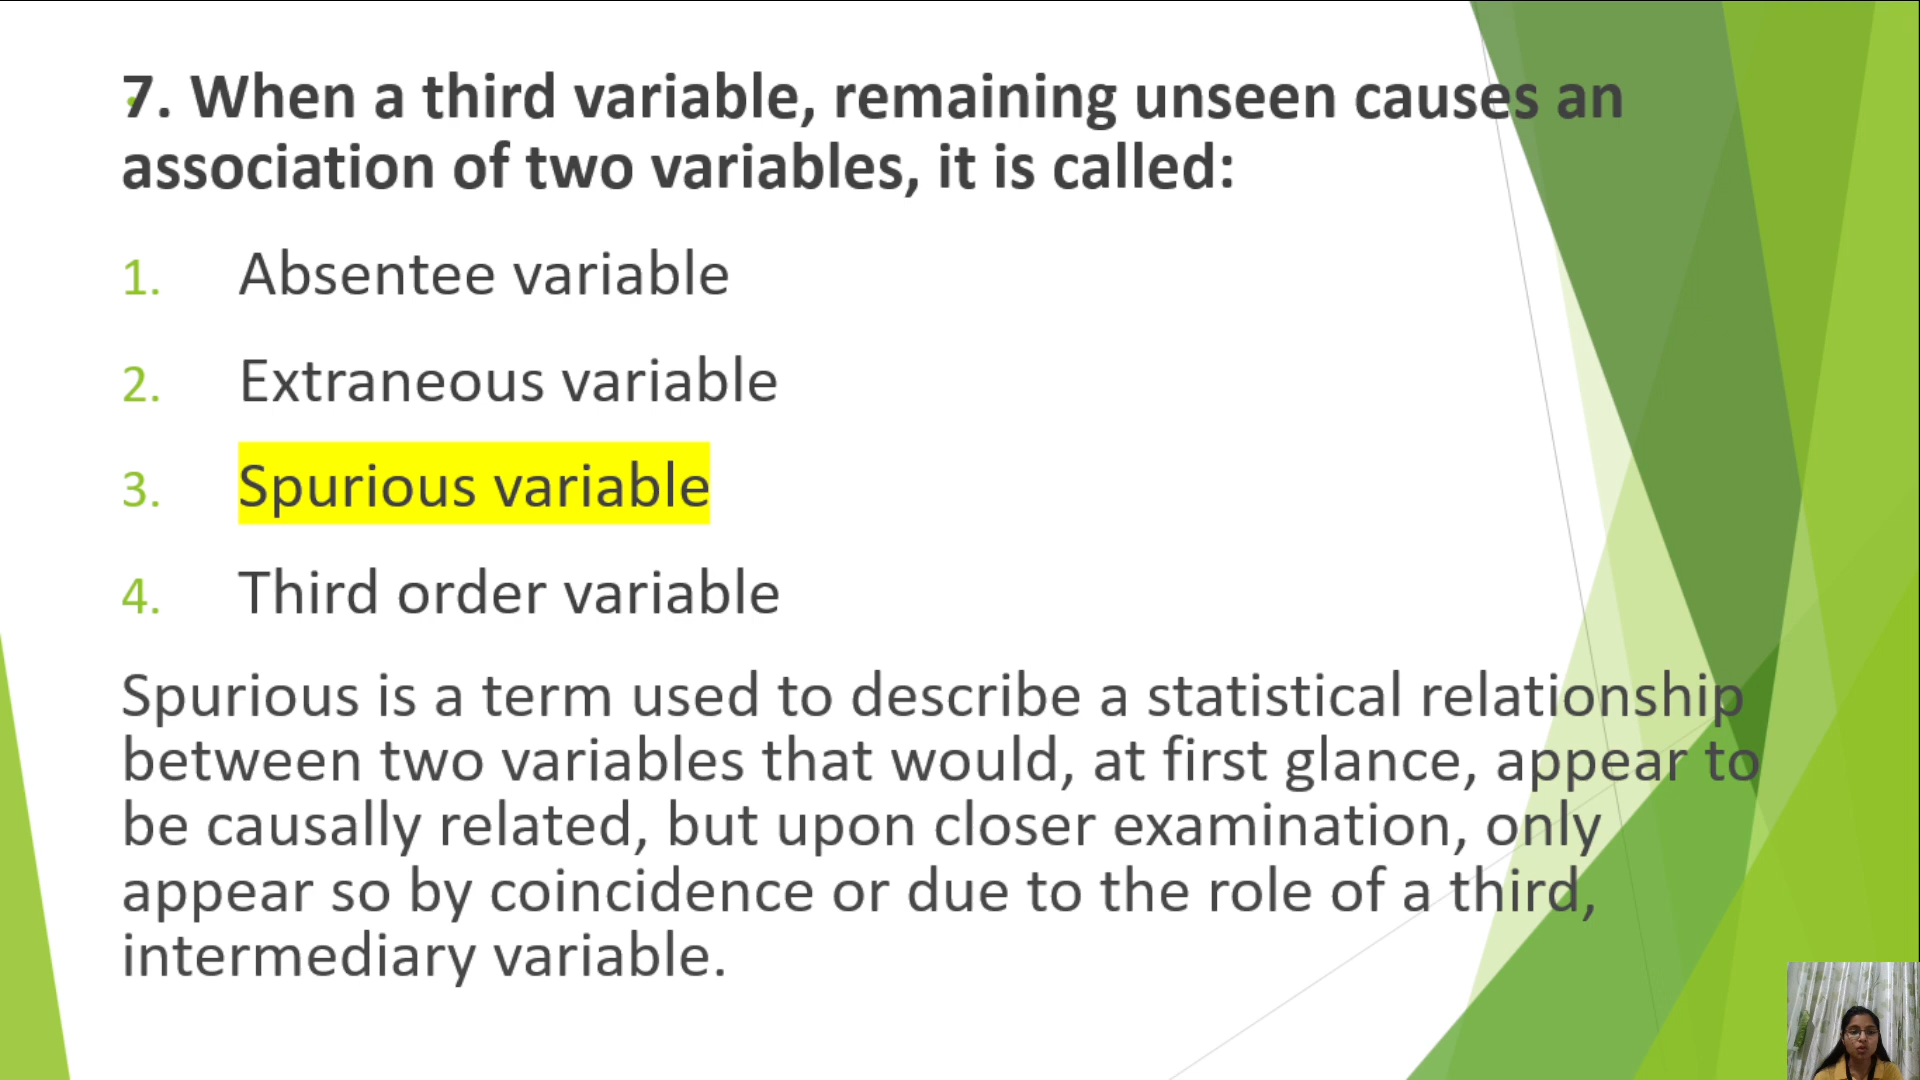 7. When a third variable, remaining unseen causes an
association of two variables, it is called:
1. Absentee variable
2. Extraneous variable
3. Spurious variable
4. Third order variable
Spurious is a term used to describe a statistical relationship
between two variables that would, at first glance, appear to
be causally related, but upon closer examination, only
appear so by coincidence or due to the role of a third,
intermediary variable.